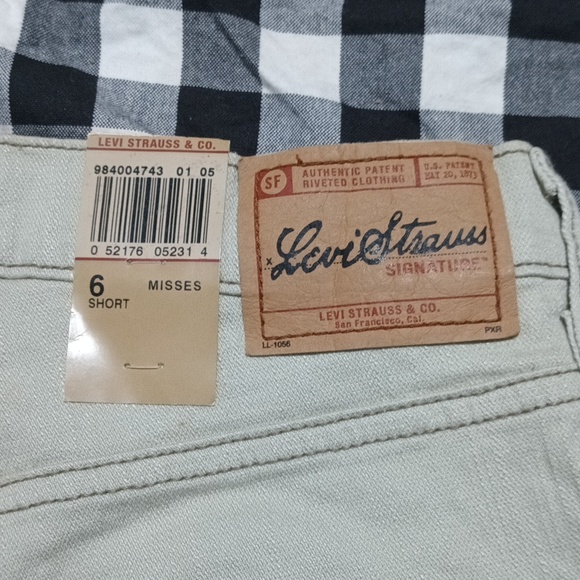 LEVI STRAUSS & CO.
984004743 01 05
0 52176 05231 4
6 MISSES
SHORT
SF
AUTHENTIC PATENT
RIVETED CLOTHING
U.S. PATENT
MAY 20, 1873
x Levi Strauss
SIGNATURE™
LEVI STRAUSS & CO.
San Francisco, Cal.
LL-1056 PXR